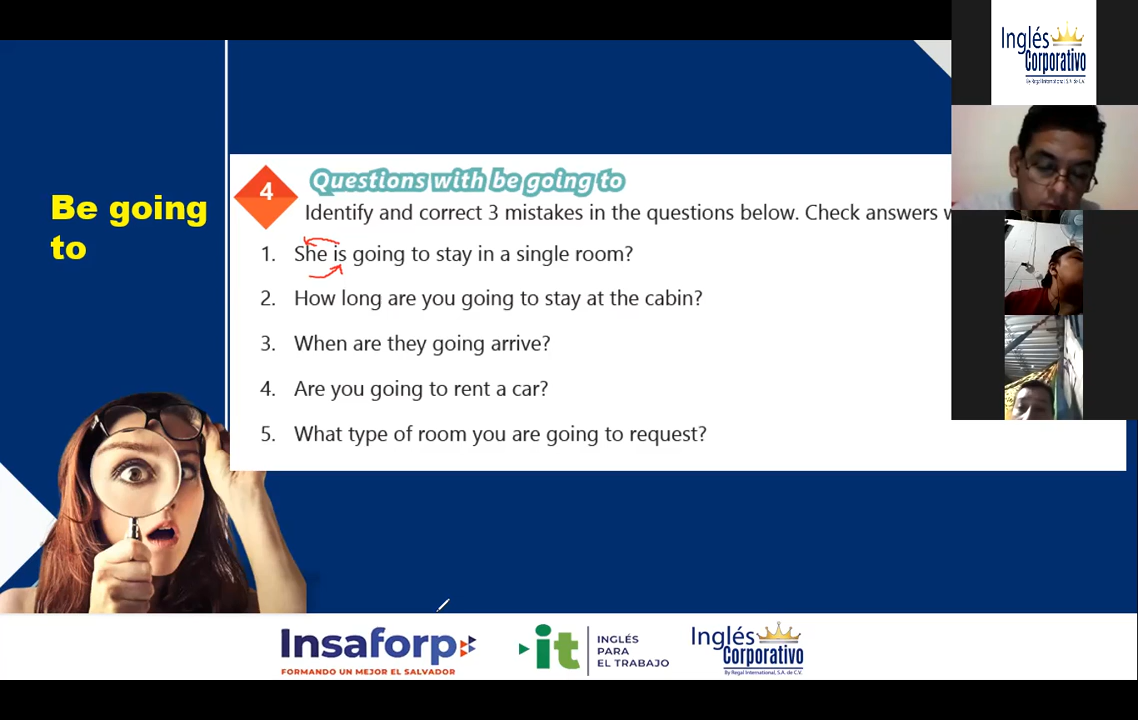 Be going
to
4
Questions with be going to
Identify and correct 3 mistakes in the questions below. Check answers
1. She is going to stay in a single room?
2. How long are you going to stay at the cabin?
3. When are they going arrive?
4. Are you going to rent a car?
5. What type of room you are going to request?
Inglés
Corporativo
By Regal International, S.A. de C.V.
Insaforp
FORMANDO UN MEJOR EL SALVADOR
it
INGLÉS
PARA
EL TRABAJO
Inglés
Corporativo
By Regal International, S.A. de C.V.